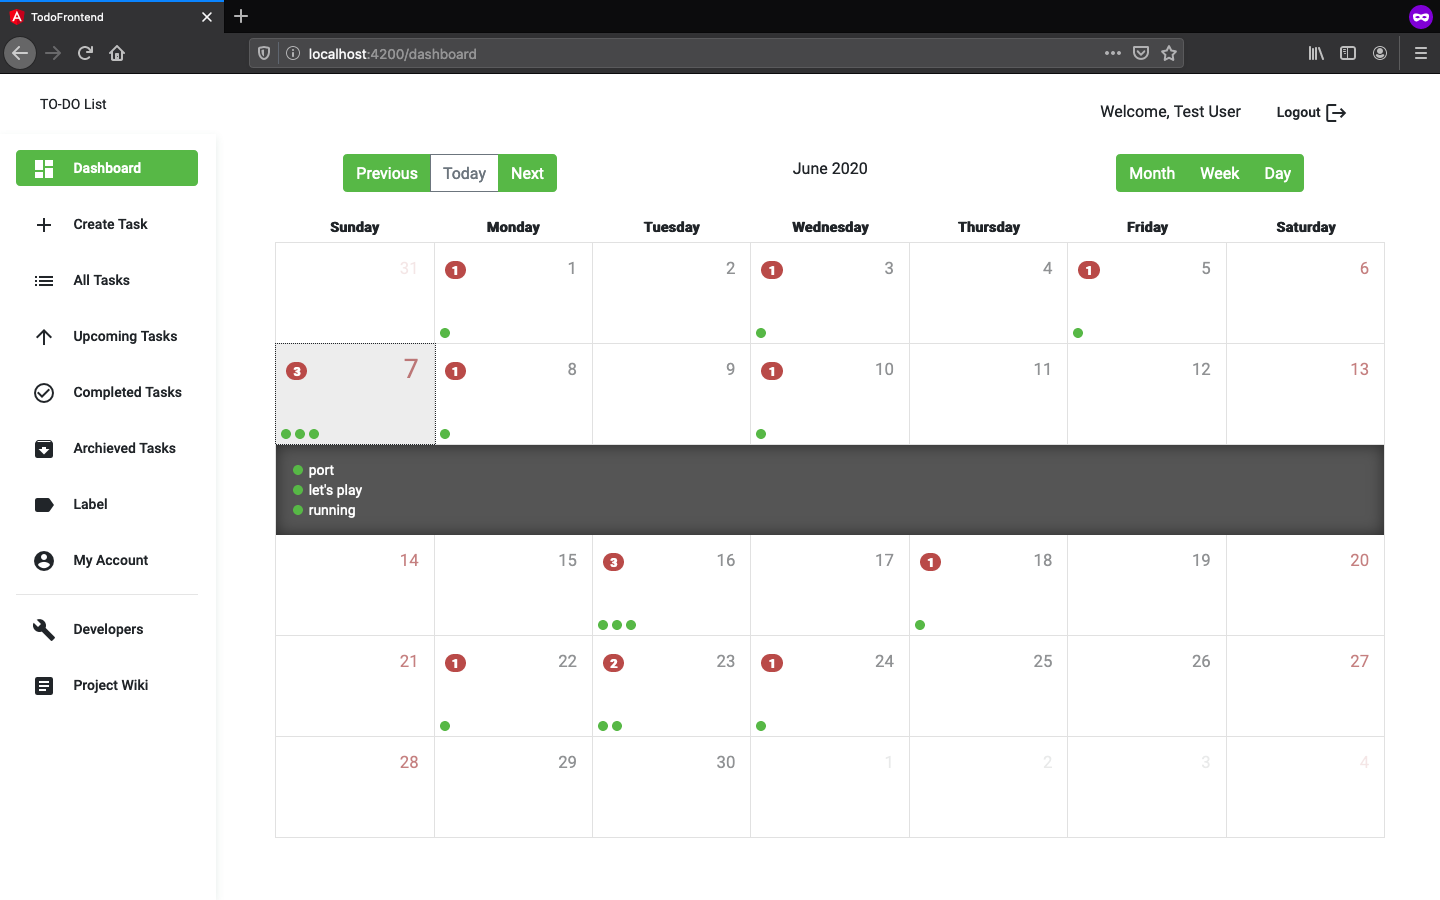 TodoFrontend
localhost:4200/dashboard
TO-DO List
Welcome, Test User
Logout
Dashboard
Create Task
All Tasks
Upcoming Tasks
Completed Tasks
Archieved Tasks
Label
My Account
Developers
Project Wiki
Previous Today Next
June 2020
Month Week Day
Sunday Monday Tuesday Wednesday Thursday Friday Saturday
31 1 1 2 1 3 4 1 5 6
3 7 1 8 9 1 10 11 12 13
port
let's play
running
14 15 3 16 17 1 18 19 20
21 1 22 2 23 1 24 25 26 27
28 29 30 1 2 3 4